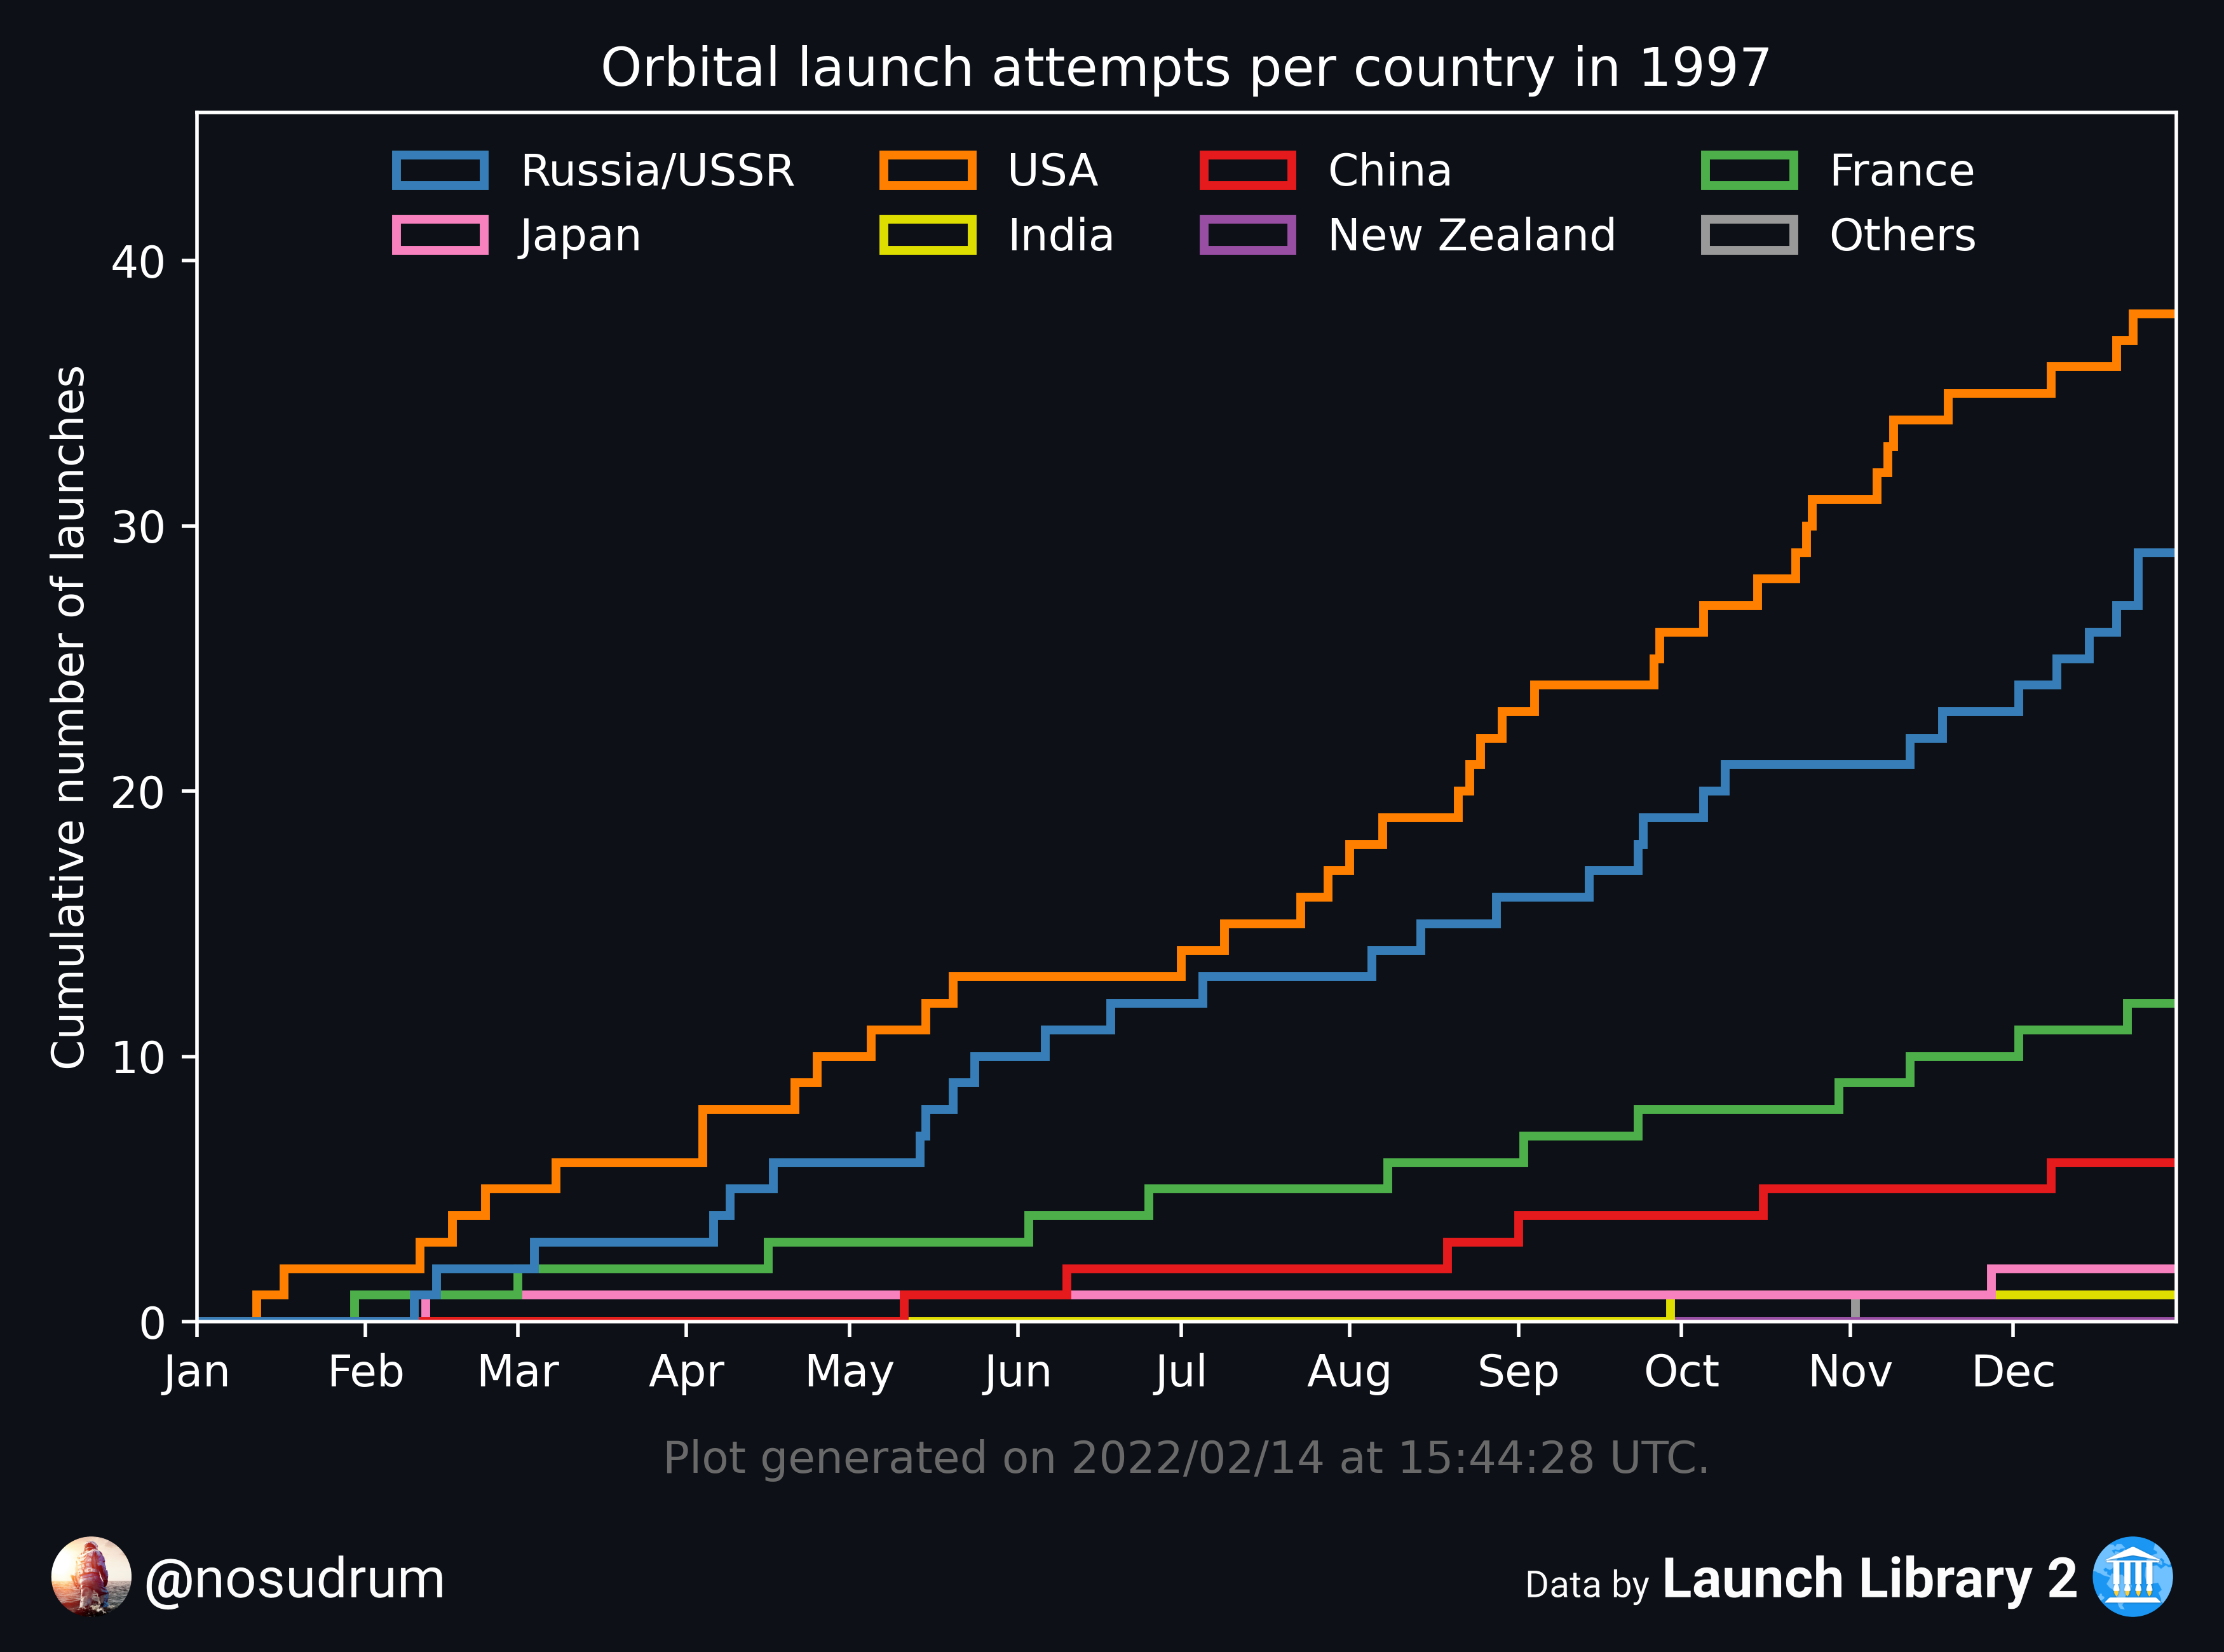 Orbital launch attempts per country in 1997
Russia/USSR USA China France
Japan India New Zealand Others
Cumulative number of launches
40
30
20
10
0
Jan Feb Mar Apr May Jun Jul Aug Sep Oct Nov Dec
Plot generated on 2022/02/14 at 15:44:28 UTC.
@nosudrum
Data by Launch Library 2